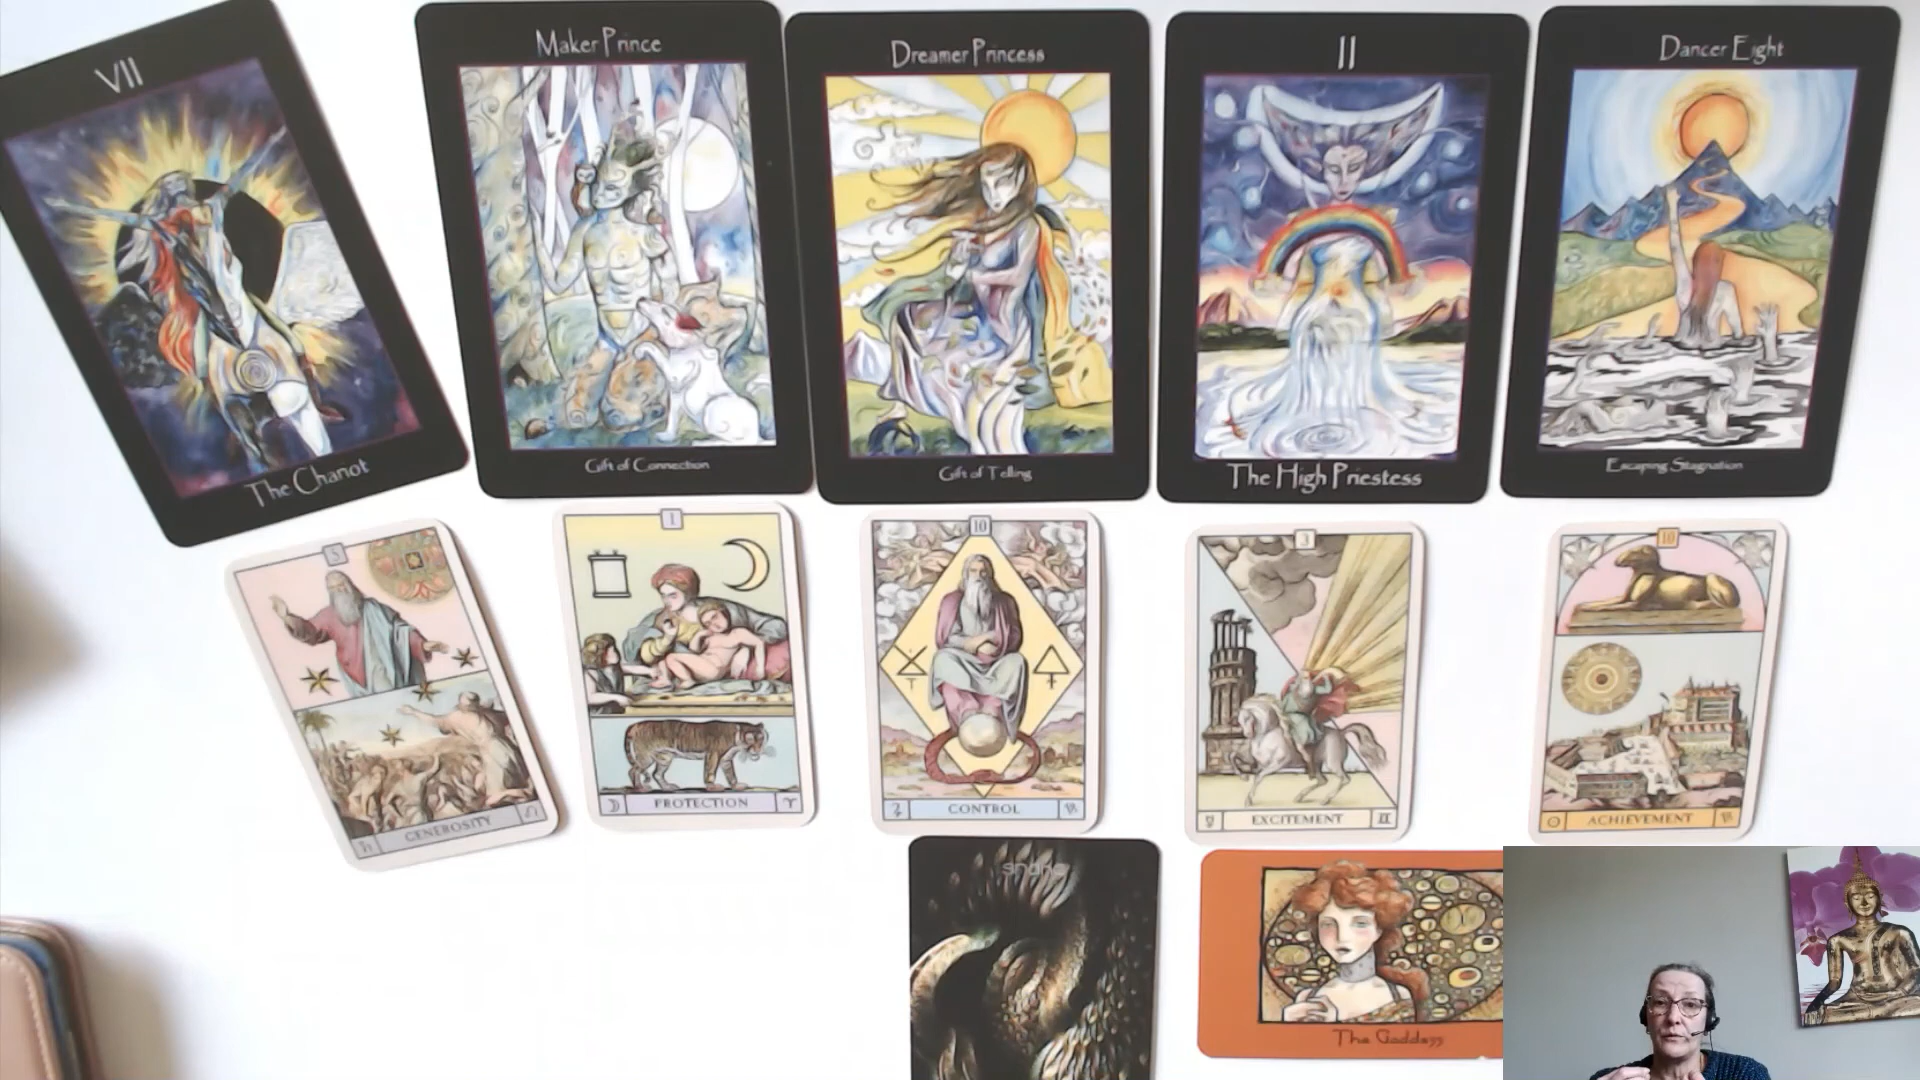 VII
The Chariot
Maker Prince
Gift of Connection
Dreamer Princess
Gift of Telling
II
The High Priestess
Dancer Eight
Escaping Stagnation
5
GENEROSITY
1
PROTECTION
10
CONTROL
3
EXCITEMENT
10
ACHIEVEMENT
The Goddess